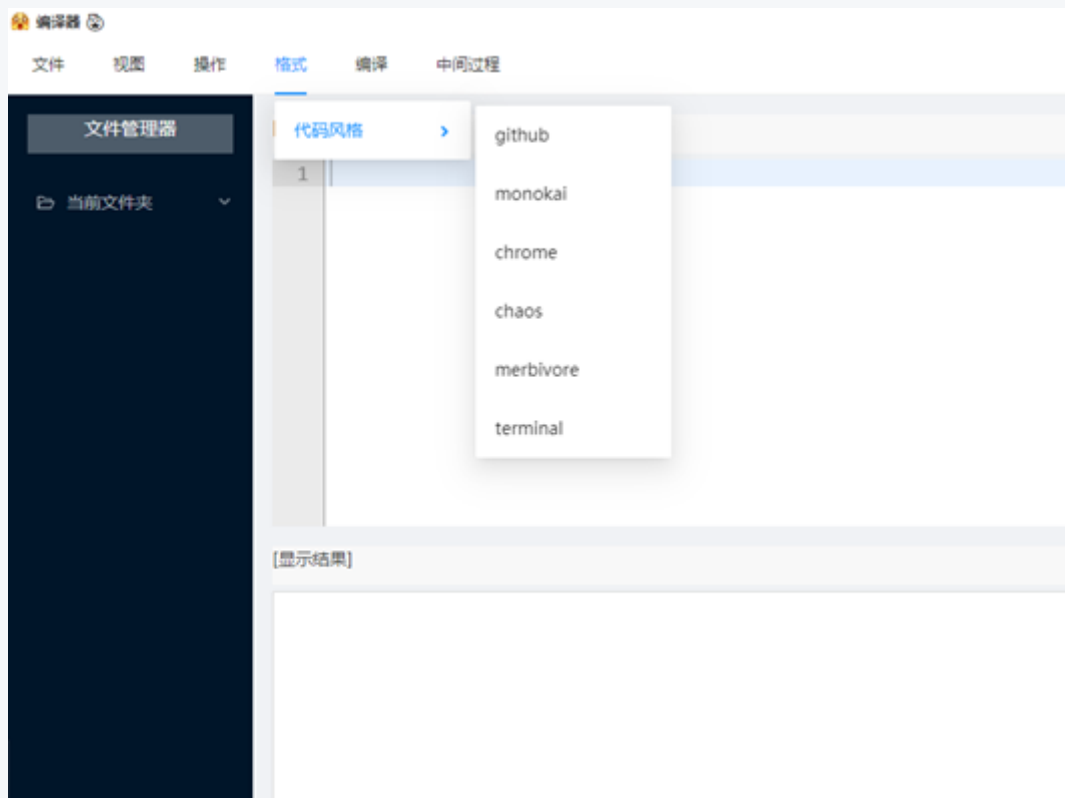 编译器
文件 视图 操作 格式 编译 中间过程
文件管理器
当前文件夹
代码风格
github
monokai
chrome
chaos
merbivore
terminal
1
[显示结果]